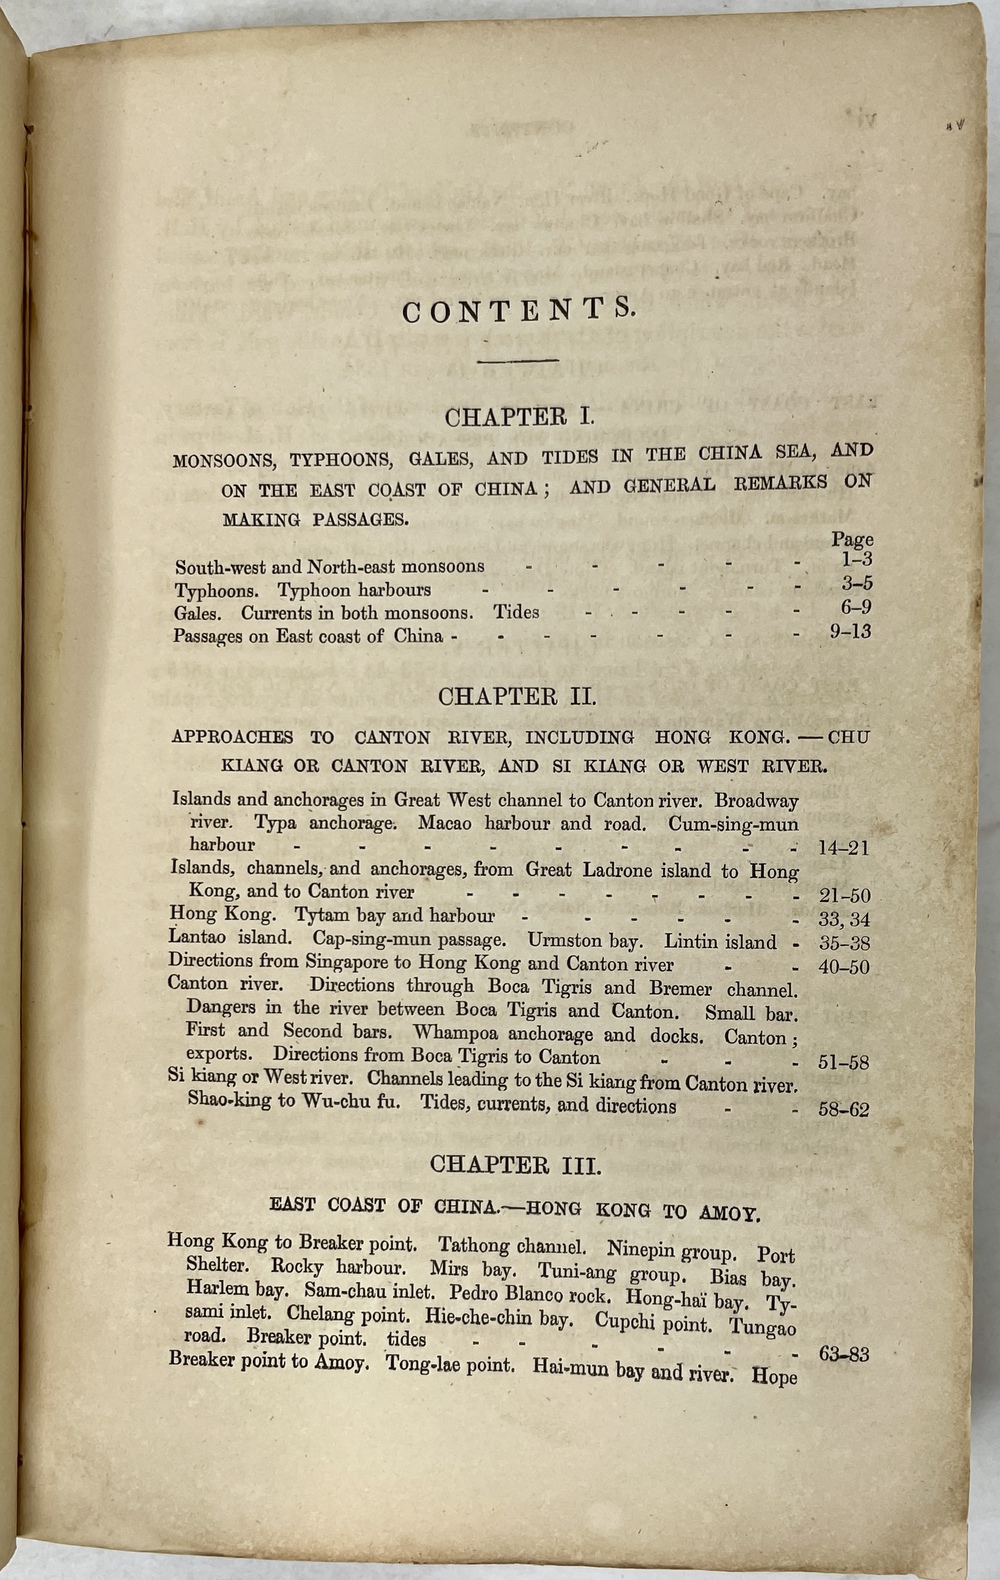 CONTENTS.
CHAPTER I.
MONSOONS, TYPHOONS, GALES, AND TIDES IN THE CHINA SEA, AND
ON THE EAST COAST OF CHINA; AND GENERAL REMARKS ON
MAKING PASSAGES.
Page
South-west and North-east monsoons - - - - - 1–3
Typhoons. Typhoon harbours - - - - - - 3–5
Gales. Currents in both monsoons. Tides - - - - - 6–9
Passages on East coast of China - - - - - - - 9–13
CHAPTER II.
APPROACHES TO CANTON RIVER, INCLUDING HONG KONG.—CHU
KIANG OR CANTON RIVER, AND SI KIANG OR WEST RIVER.
Islands and anchorages in Great West channel to Canton river. Broadway
river. Typa anchorage. Macao harbour and road. Cum-sing-mun
harbour - - - - - - - - - 14–21
Islands, channels, and anchorages, from Great Ladrone island to Hong
Kong, and to Canton river - - - - - - - - 21–50
Hong Kong. Tytam bay and harbour - - - - - - 33, 34
Lantao island. Cap-sing-mun passage. Urmston bay. Lintin island - 35–38
Directions from Singapore to Hong Kong and Canton river - - 40–50
Canton river. Directions through Boca Tigris and Bremer channel.
Dangers in the river between Boca Tigris and Canton. Small bar.
First and Second bars. Whampoa anchorage and docks. Canton;
exports. Directions from Boca Tigris to Canton - - - 51–58
Si kiang or West river. Channels leading to the Si kiang from Canton river.
Shao-king to Wu-chu fu. Tides, currents, and directions - - 58–62
CHAPTER III.
EAST COAST OF CHINA.—HONG KONG TO AMOY.
Hong Kong to Breaker point. Tathong channel. Ninepin group. Port
Shelter. Rocky harbour. Mirs bay. Tuni-ang group. Bias bay.
Harlem bay. Sam-chau inlet. Pedro Blanco rock. Hong-haï bay. Ty-
sami inlet. Chelang point. Hie-che-chin bay. Cupchi point. Tungao
road. Breaker point. tides - - - - - - 63–83
Breaker point to Amoy. Tong-lae point. Hai-mun bay and river. Hope